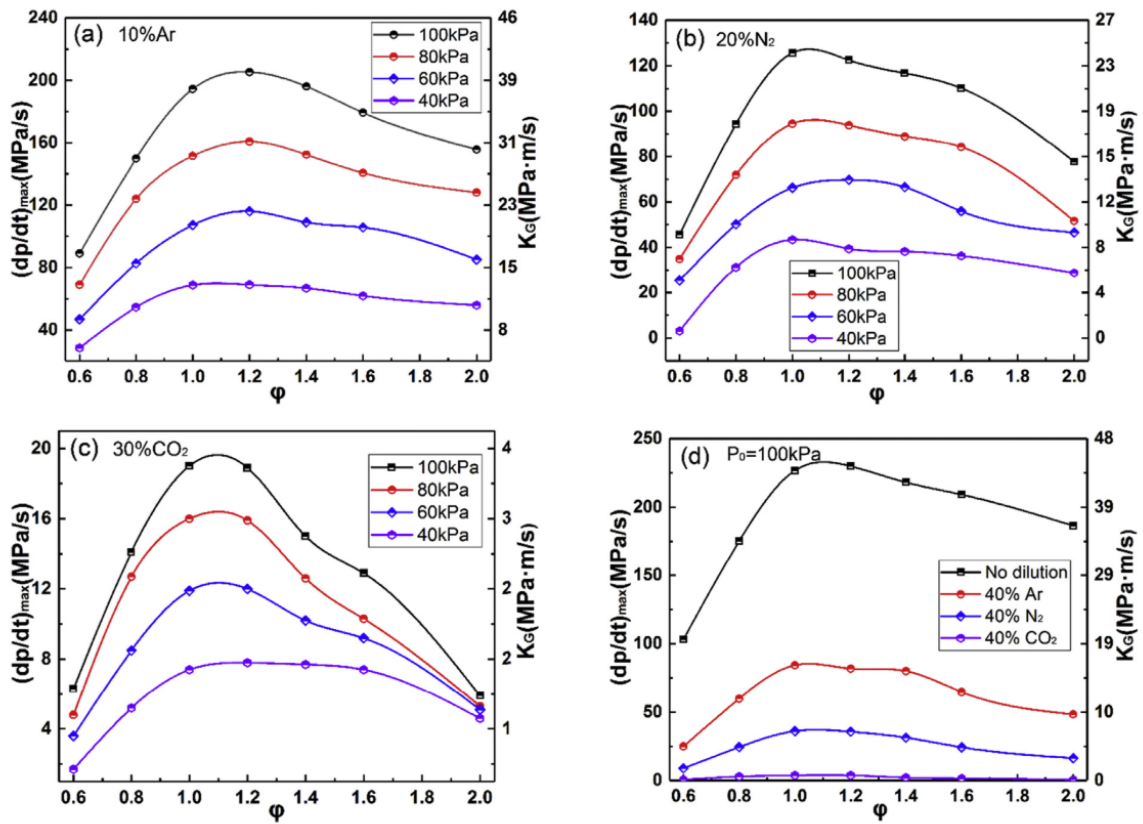 (a) 10%Ar
100kPa
80kPa
60kPa
40kPa
(dp/dt)max(MPa/s)
240
200
160
120
80
40
KG(MPa·m/s)
46
39
31
23
15
8
0.6 0.8 1.0 1.2 1.4 1.6 1.8 2.0
φ
(b) 20%N2
100kPa
80kPa
60kPa
40kPa
(dp/dt)max(MPa/s)
140
120
100
80
60
40
20
0
KG(MPa·m/s)
27
23
19
15
12
8
4
0
0.6 0.8 1.0 1.2 1.4 1.6 1.8 2.0
φ
(c) 30%CO2
100kPa
80kPa
60kPa
40kPa
(dp/dt)max(MPa/s)
20
16
12
8
4
KG(MPa·m/s)
4
3
2
2
1
0.6 0.8 1.0 1.2 1.4 1.6 1.8 2.0
φ
(d) P0=100kPa
No dilution
40% Ar
40% N2
40% CO2
(dp/dt)max(MPa/s)
250
200
150
100
50
0
KG(MPa·m/s)
48
39
29
19
10
0
0.6 0.8 1.0 1.2 1.4 1.6 1.8 2.0
φ